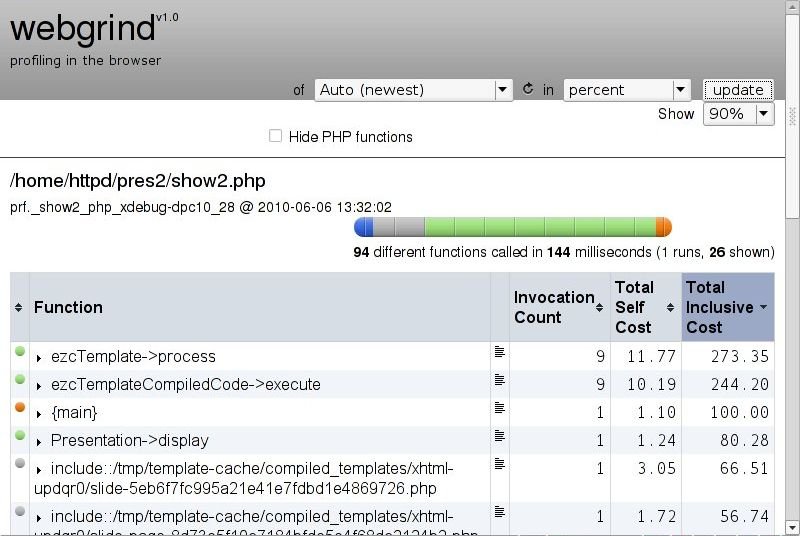 webgrind v1.0
profiling in the browser
of Auto (newest) in percent update
Show 90%
Hide PHP functions
/home/httpd/pres2/show2.php
prf._show2_php_xdebug-dpc10_28 @ 2010-06-06 13:32:02
94 different functions called in 144 milliseconds (1 runs, 26 shown)
Function Invocation Count Total Self Cost Total Inclusive Cost
ezcTemplate->process 9 11.77 273.35
ezcTemplateCompiledCode->execute 9 10.19 244.20
{main} 1 1.10 100.00
Presentation->display 1 1.24 80.28
include::/tmp/template-cache/compiled_templates/xhtml- 1 3.05 66.51
updqr0/slide-5eb6f7fc995a21e41e7fdbd1e4869726.php
include::/tmp/template-cache/compiled_templates/xhtml- 1 1.72 56.74